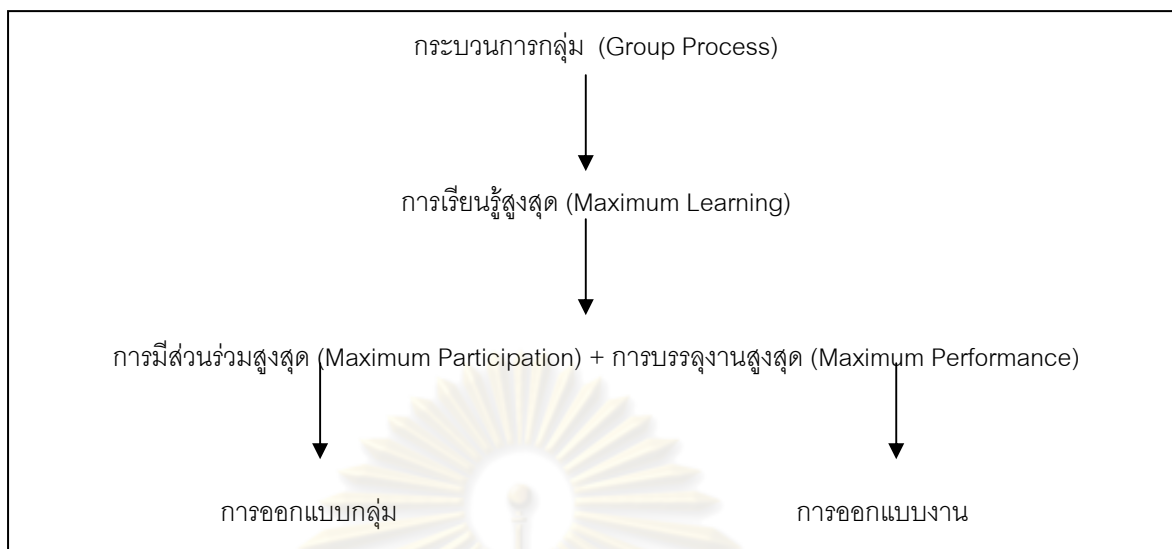 กระบวนการกลุ่ม (Group Process)
การเรียนรู้สูงสุด (Maximum Learning)
การมีส่วนร่วมสูงสุด (Maximum Participation) + การบรรลุงานสูงสุด (Maximum Performance)
การออกแบบกลุ่ม การออกแบบงาน